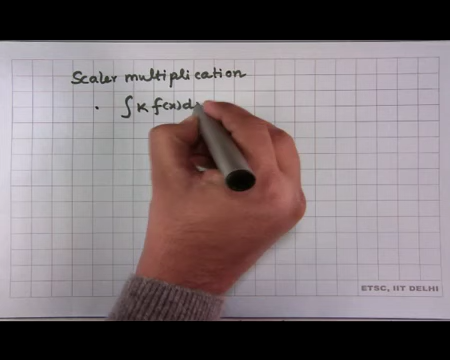 Scaler multiplication
• ∫ K f(x) d
ETSC, IIT DELHI